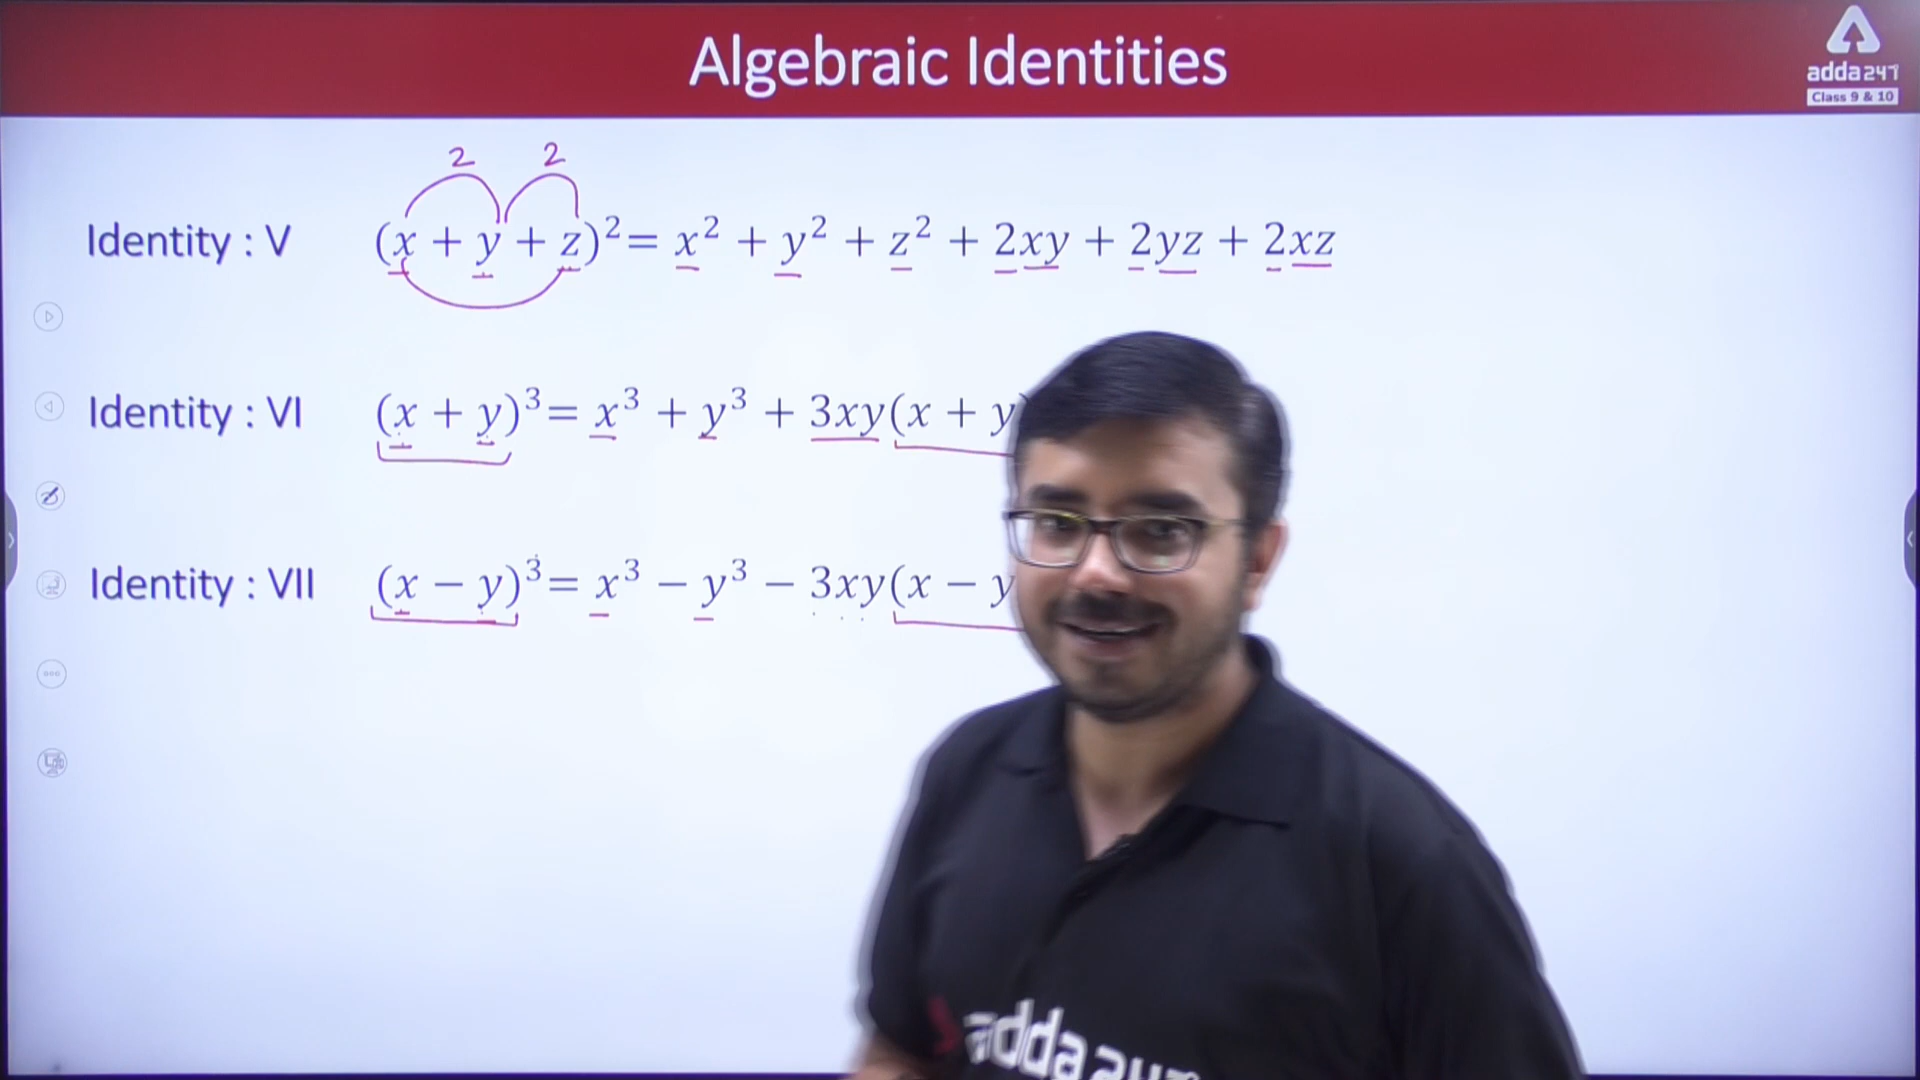 Algebraic Identities
adda247
Class 9 & 10
2 2
Identity : V (x + y + z)²= x² + y² + z² + 2xy + 2yz + 2xz
Identity : VI (x + y)³= x³ + y³ + 3xy(x + y
Identity : VII (x − y)³= x³ − y³ − 3xy(x − y
adda247